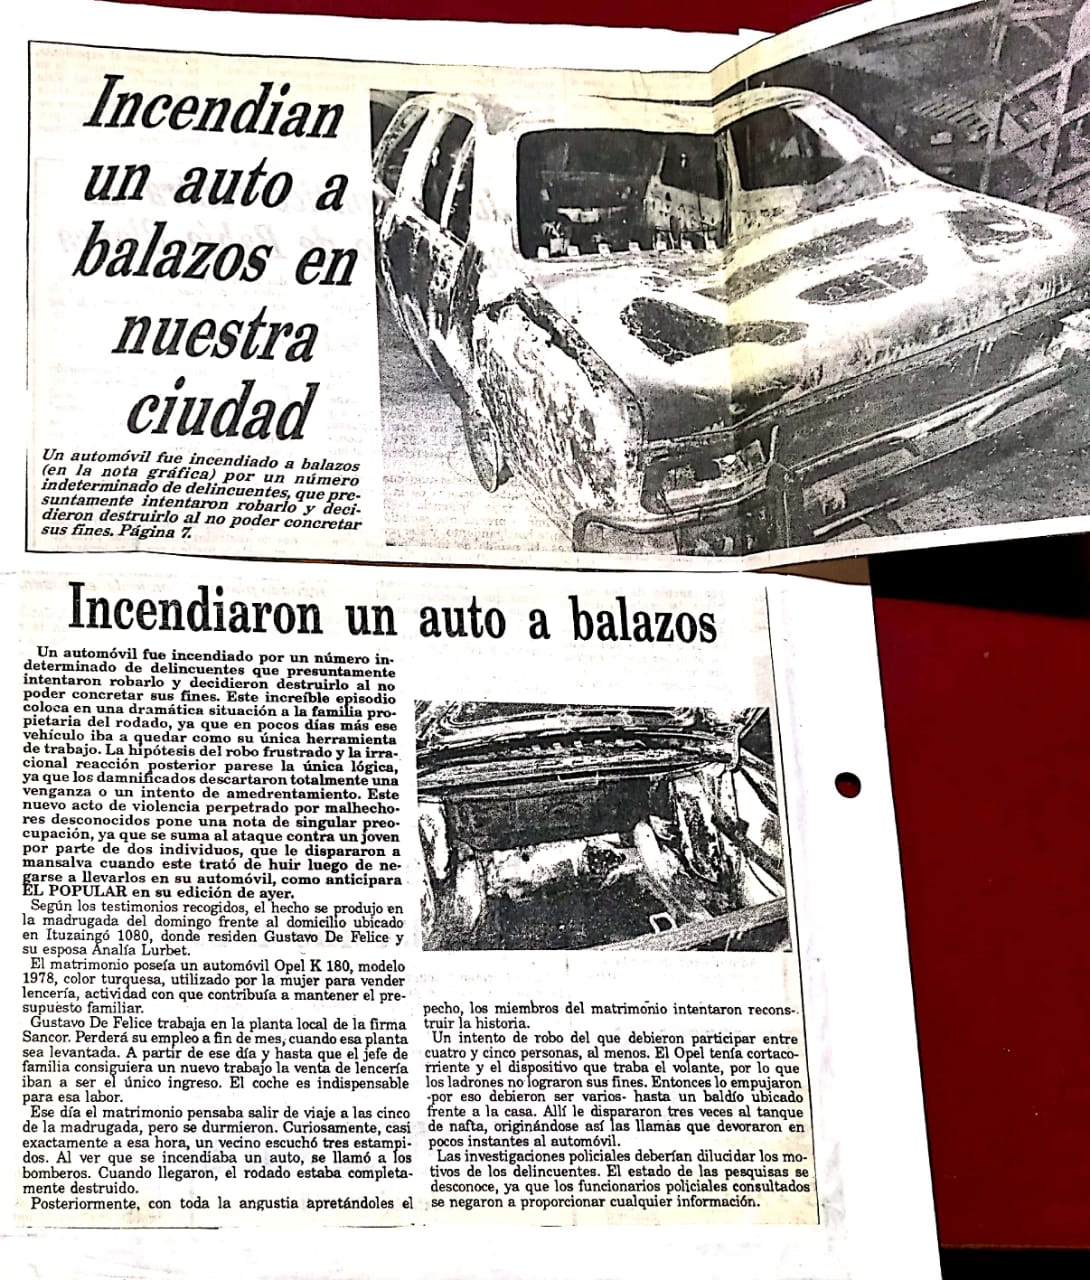 Incendian
un auto a
balazos en
nuestra
ciudad
Un automóvil fue incendiado a balazos
(en la nota gráfica) por un número
indeterminado de delincuentes, que pre-
suntamente intentaron robarlo y deci-
dieron destruirlo al no poder concretar
sus fines. Página 7.
Incendiaron un auto a balazos
Un automóvil fue incendiado por un número in-
determinado de delincuentes que presuntamente
intentaron robarlo y decidieron destruirlo al no
poder concretar sus fines. Este increíble episodio
coloca en una dramática situación a la familia pro-
pietaria del rodado, ya que en pocos días más ese
vehículo iba a quedar como su única herramienta
de trabajo. La hipótesis del robo frustrado y la irra-
cional reacción posterior parese la única lógica,
ya que los damnificados descartaron totalmente una
venganza o un intento de amedrentamiento. Este
nuevo acto de violencia perpetrado por malhecho-
res desconocidos pone una nota de singular preo-
cupación, ya que se suma al ataque contra un joven
por parte de dos individuos, que le dispararon a
mansalva cuando este trató de huir luego de ne-
garse a llevarlos en su automóvil, como anticipara
EL POPULAR en su edición de ayer.
Según los testimonios recogidos, el hecho se produjo en
la madrugada del domingo frente al domicilio ubicado
en Ituzaingó 1080, donde residen Gustavo De Felice y
su esposa Analía Lurbet.
El matrimonio poseía un automóvil Opel K 180, modelo
1978, color turquesa, utilizado por la mujer para vender
lencería, actividad con que contribuía a mantener el pre-
supuesto familiar.
Gustavo De Felice trabaja en la planta local de la firma
Sancor. Perderá su empleo a fin de mes, cuando esa planta
sea levantada. A partir de ese día y hasta que el jefe de
familia consiguiera un nuevo trabajo la venta de lencería
iban a ser el único ingreso. El coche es indispensable
para esa labor.
Ese día el matrimonio pensaba salir de viaje a las cinco
de la madrugada, pero se durmieron. Curiosamente, casi
exactamente a esa hora, un vecino escuchó tres estampi-
dos. Al ver que se incendiaba un auto, se llamó a los
bomberos. Cuando llegaron, el rodado estaba completa-
mente destruido.
Posteriormente, con toda la angustia apretándoles el
pecho, los miembros del matrimonio intentaron recons-
truir la historia.
Un intento de robo del que debieron participar entre
cuatro y cinco personas, al menos. El Opel tenía cortaco-
rriente y el dispositivo que traba el volante, por lo que
los ladrones no lograron sus fines. Entonces lo empujaron
-por eso debieron ser varios- hasta un baldío ubicado
frente a la casa. Allí le dispararon tres veces al tanque
de nafta, originándose así las llamas que devoraron en
pocos instantes al automóvil.
Las investigaciones policiales deberían dilucidar los mo-
tivos de los delincuentes. El estado de las pesquisas se
desconoce, ya que los funcionarios policiales consultados
se negaron a proporcionar cualquier información.